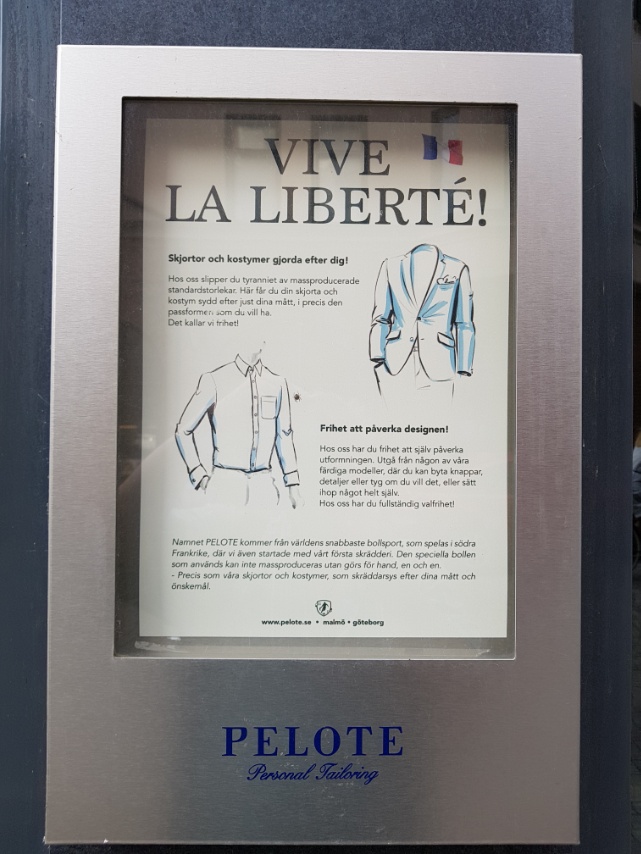 VIVE
LA LIBERTÉ!
Skjortor och kostymer gjorda efter dig!
Hos oss slipper du tyranniet av massproducerade
standardstorlekar. Här får du din skjorta och
kostym sydd efter just dina mått, i precis den
passformen som du vill ha.
Det kallar vi frihet!
Frihet att påverka designen!
Hos oss har du frihet att själv påverka
utformningen. Utgå från någon av våra
färdiga modeller, där du kan byta knappar,
detaljer eller tyg om du vill det, eller sätt
ihop något helt själv.
Hos oss har du fullständig valfrihet!
Namnet PELOTE kommer från världens snabbaste bollsport, som spelas i södra
Frankrike, där vi även startade med vårt första skrädderi. Den speciella bollen
som används kan inte massproduceras utan görs för hand, en och en.
- Precis som våra skjortor och kostymer, som skräddarsys efter dina mått och
önskemål.
www.pelote.se • malmö • göteborg
PELOTE
Personal Tailoring